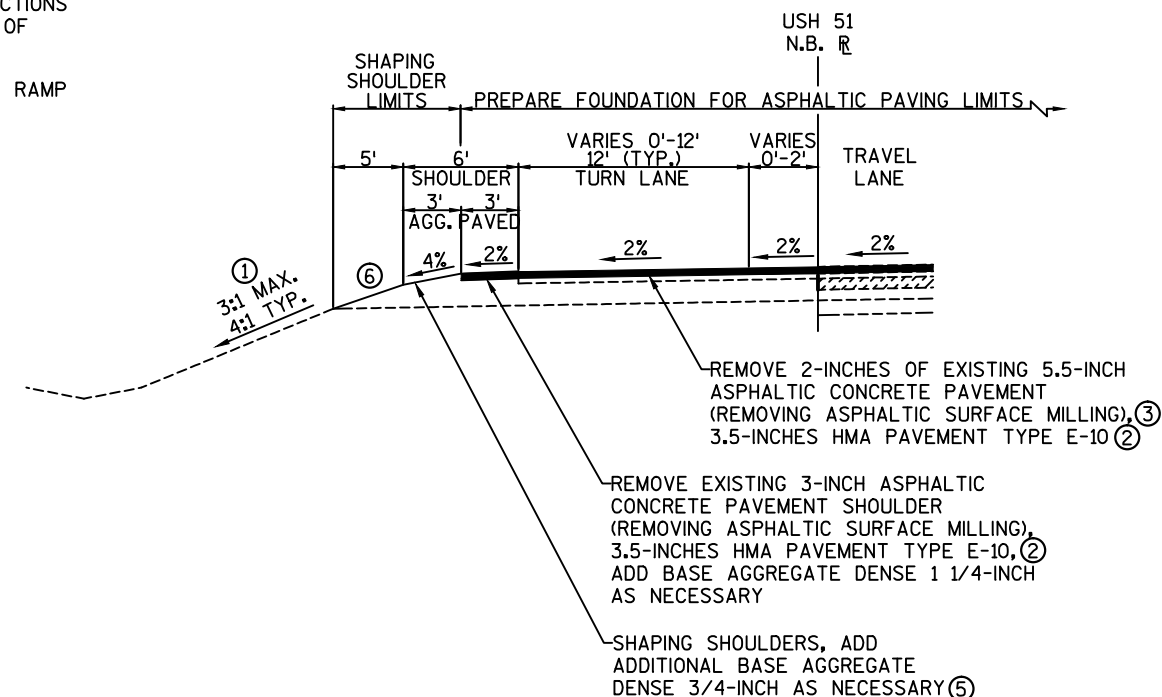 CTIONS
OF
RAMP
USH 51
N.B. RL
SHAPING
SHOULDER
LIMITS
PREPARE FOUNDATION FOR ASPHALTIC PAVING LIMITS
5'
6'
SHOULDER
VARIES 0'-12'
12' (TYP.)
TURN LANE
VARIES
0'-2'
TRAVEL
LANE
3'
AGG.
3'
PAVED
4%
2%
2%
2%
2%
①
3:1 MAX.
4:1 TYP.
⑥
REMOVE 2-INCHES OF EXISTING 5.5-INCH
ASPHALTIC CONCRETE PAVEMENT
(REMOVING ASPHALTIC SURFACE MILLING), ③
3.5-INCHES HMA PAVEMENT TYPE E-10 ②
REMOVE EXISTING 3-INCH ASPHALTIC
CONCRETE PAVEMENT SHOULDER
(REMOVING ASPHALTIC SURFACE MILLING),
3.5-INCHES HMA PAVEMENT TYPE E-10, ②
ADD BASE AGGREGATE DENSE 1 1/4-INCH
AS NECESSARY
SHAPING SHOULDERS, ADD
ADDITIONAL BASE AGGREGATE
DENSE 3/4-INCH AS NECESSARY ⑤